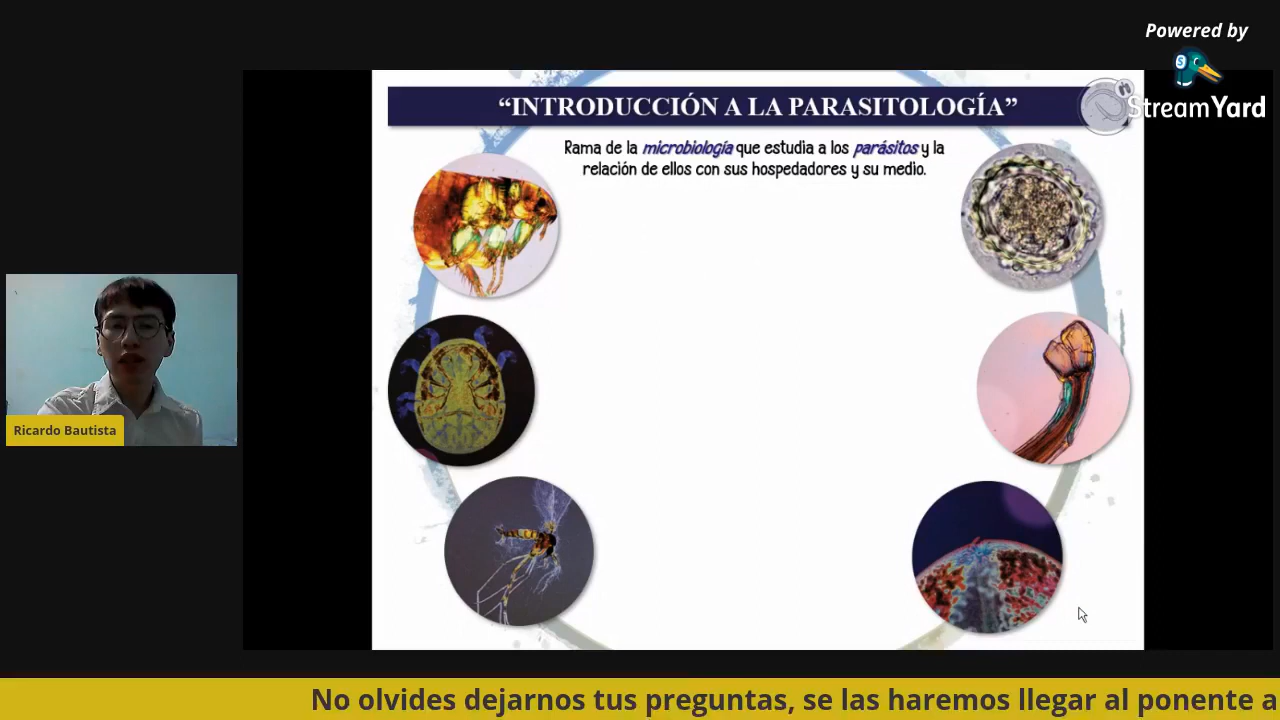 Powered by
StreamYard
“INTRODUCCIÓN A LA PARASITOLOGÍA”
Rama de la microbiología que estudia a los parásitos y la
relación de ellos con sus hospedadores y su medio.
Ricardo Bautista
No olvides dejarnos tus preguntas, se las haremos llegar al ponente a